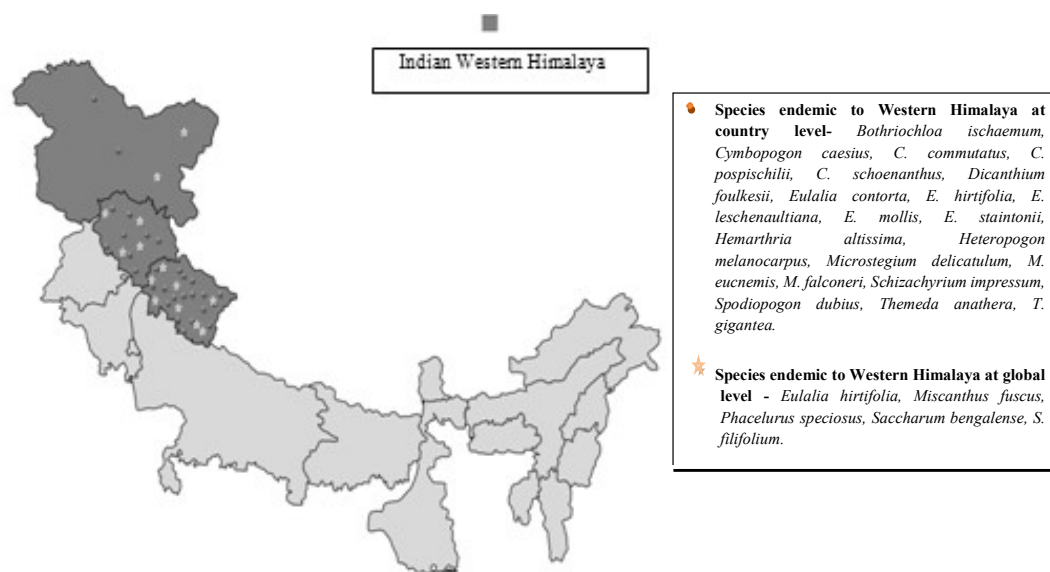 Indian Western Himalaya
Species endemic to Western Himalaya at
country level- Bothriochloa ischaemum,
Cymbopogon caesius, C. commutatus, C.
pospischilii, C. schoenanthus, Dicanthium
foulkesii, Eulalia contorta, E. hirtifolia, E.
leschenaultiana, E. mollis, E. staintonii,
Hemarthria altissima, Heteropogon
melanocarpus, Microstegium delicatulum, M.
eucnemis, M. falconeri, Schizachyrium impressum,
Spodiopogon dubius, Themeda anathera, T.
gigantea.
Species endemic to Western Himalaya at global
level - Eulalia hirtifolia, Miscanthus fuscus,
Phacelurus speciosus, Saccharum bengalense, S.
filifolium.